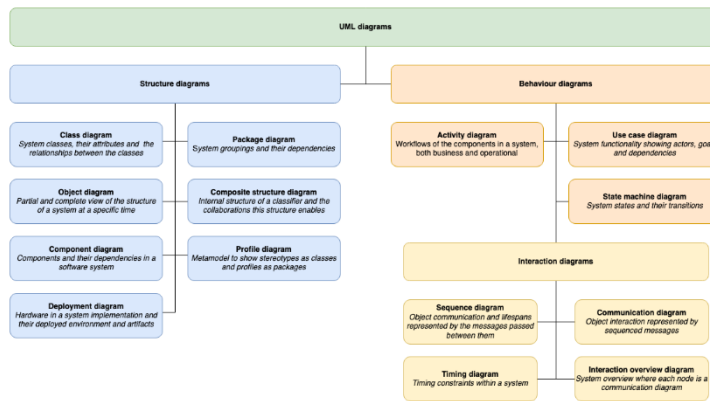 UML diagrams
Structure diagrams
Behaviour diagrams
Class diagram
System classes, their attributes and the
relationships between the classes
Package diagram
System groupings and their dependencies
Activity diagram
Workflows of the components in a system,
both business and operational
Use case diagram
System functionality showing actors, goa
and dependencies
Object diagram
Partial and complete view of the structure
of a system at a specific time
Composite structure diagram
Internal structure of a classifier and the
collaborations this structure enables
State machine diagram
System states and their transitions
Component diagram
Components and their dependencies in a
software system
Profile diagram
Metamodel to show stereotypes as classes
and profiles as packages
Interaction diagrams
Deployment diagram
Hardware in a system implementation and
their deployed environment and artifacts
Sequence diagram
Object communication and lifespans
represented by the messages passed
between them
Communication diagram
Object interaction represented by
sequenced messages
Timing diagram
Timing constraints within a system
Interaction overview diagram
System overview where each node is a
communication diagram